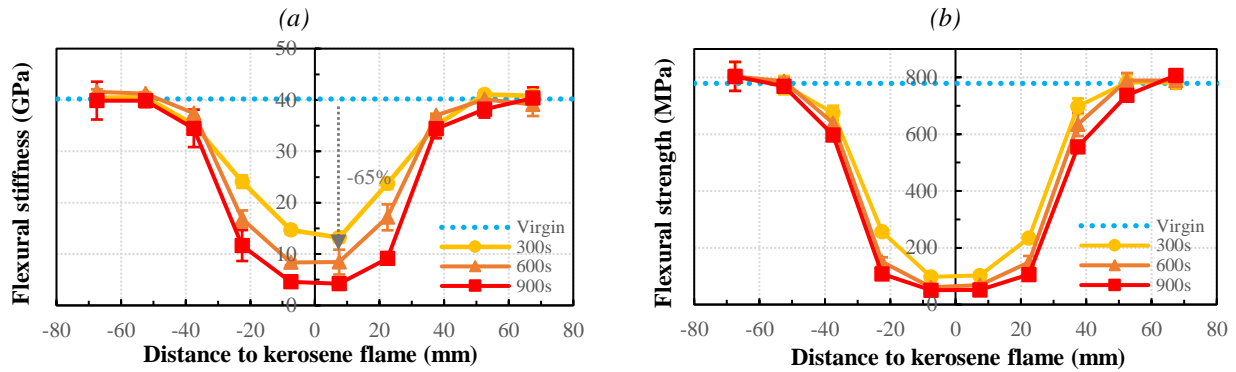 (a)
Flexural stiffness (GPa)
50
40
30
20
10
0
-65%
Virgin
300s
600s
900s
-80 -60 -40 -20 0 20 40 60 80
Distance to kerosene flame (mm)
(b)
Flexural strength (MPa)
800
600
400
200
0
Virgin
300s
600s
900s
-80 -60 -40 -20 0 20 40 60 80
Distance to kerosene flame (mm)